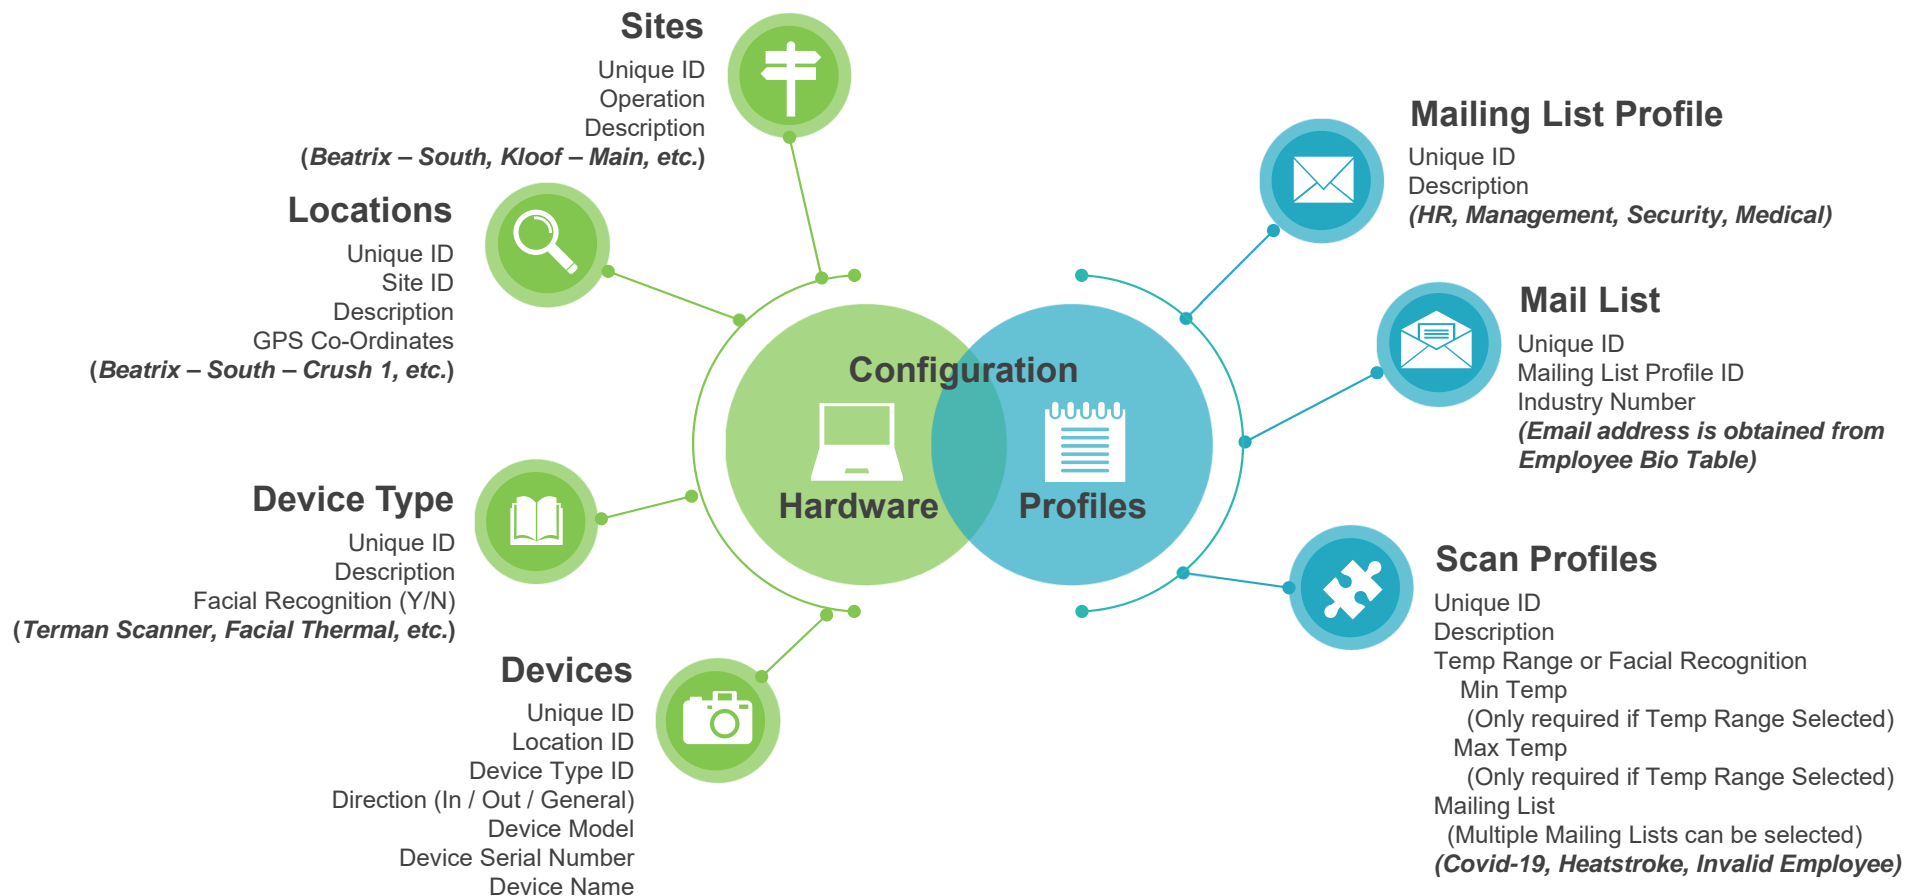 Sites
Unique ID
Operation
Description
(Beatrix – South, Kloof – Main, etc.)
Locations
Unique ID
Site ID
Description
GPS Co-Ordinates
(Beatrix – South – Crush 1, etc.)
Device Type
Unique ID
Description
Facial Recognition (Y/N)
(Terman Scanner, Facial Thermal, etc.)
Devices
Unique ID
Location ID
Device Type ID
Direction (In / Out / General)
Device Model
Device Serial Number
Device Name
Configuration
Hardware
Profiles
Mailing List Profile
Unique ID
Description
(HR, Management, Security, Medical)
Mail List
Unique ID
Mailing List Profile ID
Industry Number
(Email address is obtained from
Employee Bio Table)
Scan Profiles
Unique ID
Description
Temp Range or Facial Recognition
Min Temp
(Only required if Temp Range Selected)
Max Temp
(Only required if Temp Range Selected)
Mailing List
(Multiple Mailing Lists can be selected)
(Covid-19, Heatstroke, Invalid Employee)